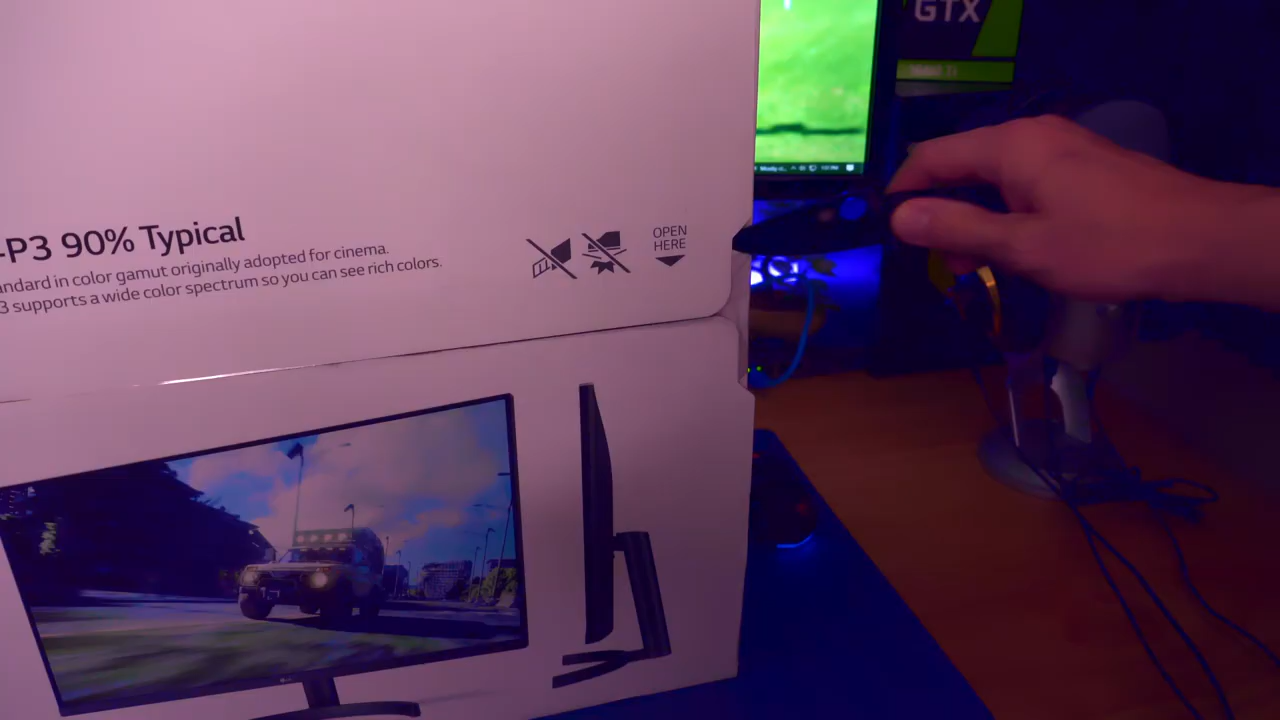 GTX
-P3 90% Typical
andard in color gamut originally adopted for cinema.
3 supports a wide color spectrum so you can see rich colors.
OPEN
HERE
LG